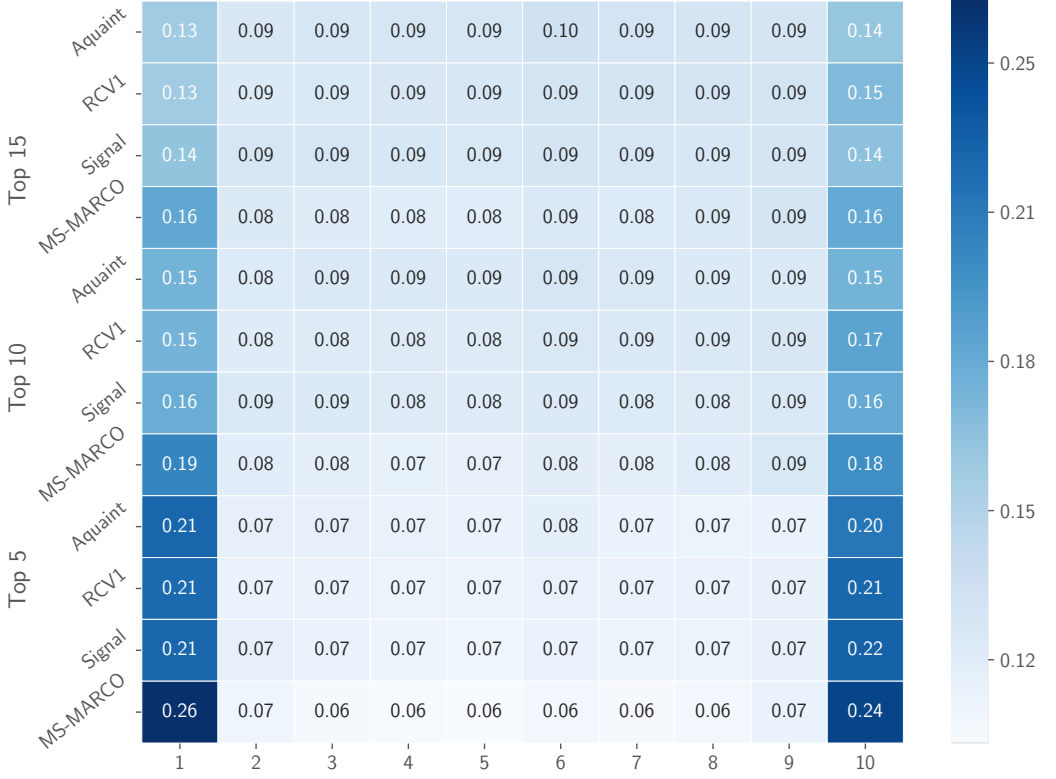 Top 15
Aquaint 0.13 0.09 0.09 0.09 0.09 0.10 0.09 0.09 0.09 0.14
RCV1 0.13 0.09 0.09 0.09 0.09 0.09 0.09 0.09 0.09 0.15
Signal 0.14 0.09 0.09 0.09 0.09 0.09 0.09 0.09 0.09 0.14
MS-MARCO 0.16 0.08 0.08 0.08 0.08 0.09 0.08 0.09 0.09 0.16
Top 10
Aquaint 0.15 0.08 0.09 0.09 0.09 0.09 0.09 0.09 0.09 0.15
RCV1 0.15 0.08 0.08 0.08 0.08 0.09 0.09 0.09 0.09 0.17
Signal 0.16 0.09 0.09 0.08 0.08 0.09 0.08 0.08 0.09 0.16
MS-MARCO 0.19 0.08 0.08 0.07 0.07 0.08 0.08 0.08 0.09 0.18
Top 5
Aquaint 0.21 0.07 0.07 0.07 0.07 0.08 0.07 0.07 0.07 0.20
RCV1 0.21 0.07 0.07 0.07 0.07 0.07 0.07 0.07 0.07 0.21
Signal 0.21 0.07 0.07 0.07 0.07 0.07 0.07 0.07 0.07 0.22
MS-MARCO 0.26 0.07 0.06 0.06 0.06 0.06 0.06 0.06 0.07 0.24
1 2 3 4 5 6 7 8 9 10
0.25
0.21
0.18
0.15
0.12